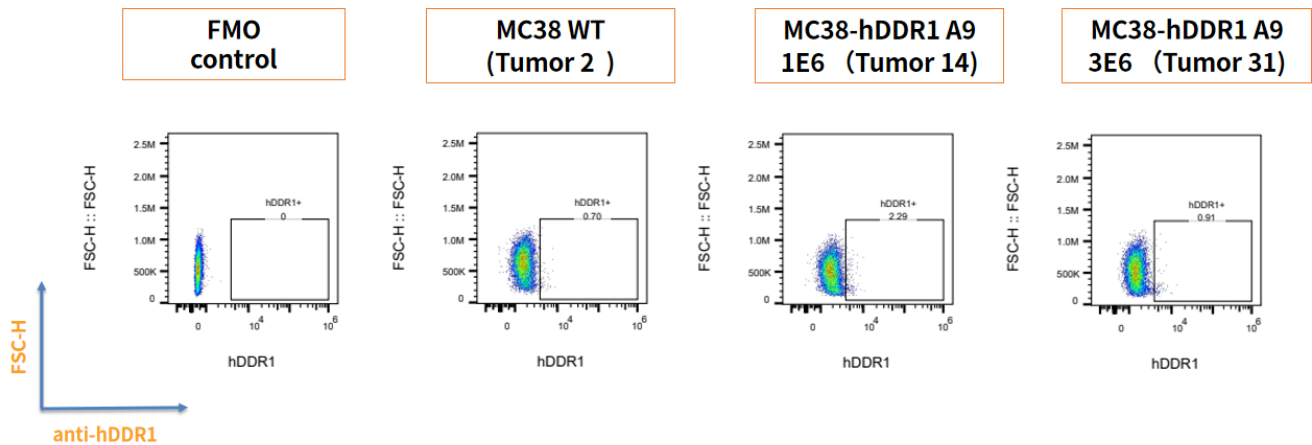 FMO
control
MC38 WT
(Tumor 2 )
MC38-hDDR1 A9
1E6 （Tumor 14)
MC38-hDDR1 A9
3E6 （Tumor 31)
FSC-H :: FSC-H
2.5M
2.0M
1.5M
1.0M
500K
0
hDDR1+
0
0
10^4
10^6
hDDR1
FSC-H :: FSC-H
2.5M
2.0M
1.5M
1.0M
500K
0
hDDR1+
0.70
0
10^4
10^6
hDDR1
FSC-H :: FSC-H
2.5M
2.0M
1.5M
1.0M
500K
0
hDDR1+
2.29
0
10^4
10^6
hDDR1
FSC-H :: FSC-H
2.5M
2.0M
1.5M
1.0M
500K
0
hDDR1+
0.91
0
10^4
10^6
hDDR1
FSC-H
anti-hDDR1